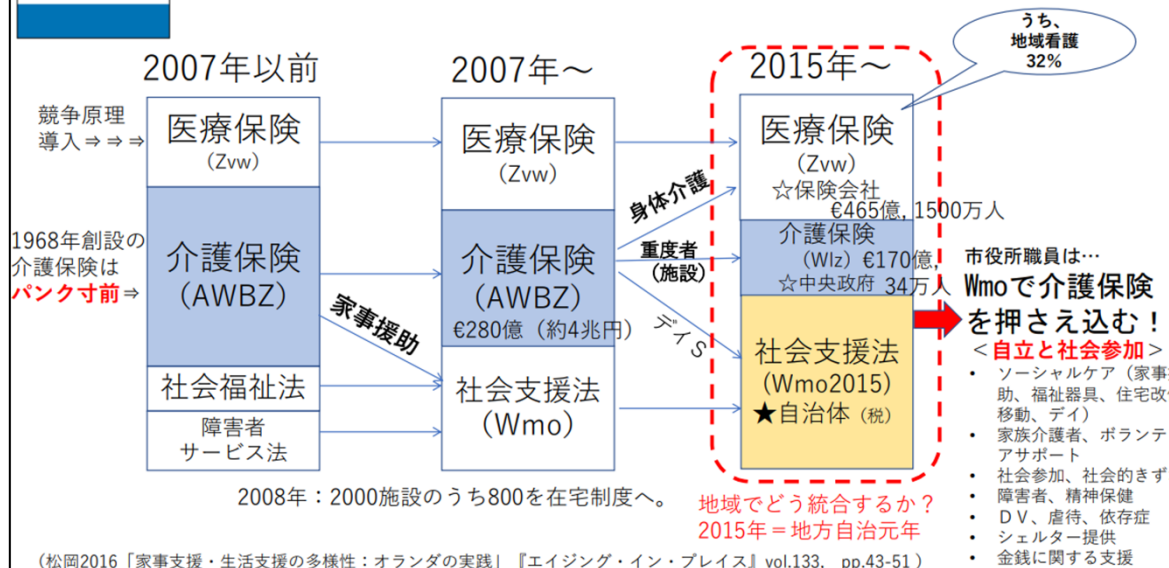 うち、
地域看護
32%
2007年以前
2007年～
2015年～
競争原理
導入⇒⇒⇒
医療保険
(Zvw)
医療保険
(Zvw)
医療保険
(Zvw)
☆保険会社
€465億, 1500万人
身体介護
1968年創設の
介護保険は
パンク寸前⇒
介護保険
(AWBZ)
介護保険
(AWBZ)
€280億（約4兆円）
重度者
（施設）
介護保険
(Wlz) €170億,
☆中央政府 34万人
家事援助
デイS
社会福祉法
障害者
サービス法
社会支援法
(Wmo)
社会支援法
(Wmo2015)
★自治体（税）
市役所職員は…
Wmoで介護保険
を押さえ込む！
＜自立と社会参加＞
• ソーシャルケア（家事
助、福祉器具、住宅改
移動、デイ）
• 家族介護者、ボランテ
アサポート
• 社会参加、社会的きず
• 障害者、精神保健
• ＤＶ、虐待、依存症
• シェルター提供
• 金銭に関する支援
2008年：2000施設のうち800を在宅制度へ。
地域でどう統合するか？
2015年＝地方自治元年
（松岡2016「家事支援・生活支援の多様性：オランダの実践」『エイジング・イン・プレイス』vol.133, pp.43-51）